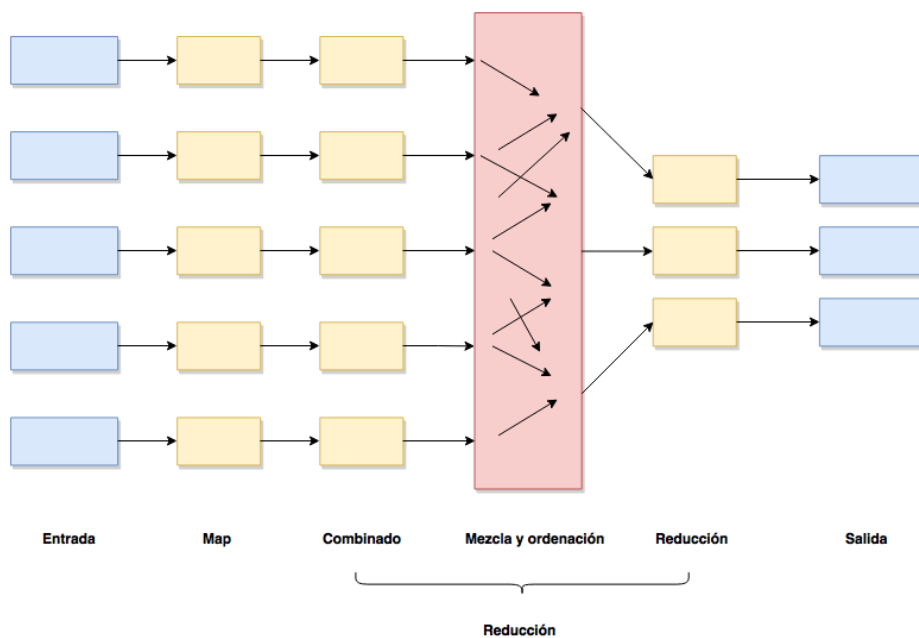 Entrada
Map
Combinado
Mezcla y ordenación
Reducción
Salida
Reducción